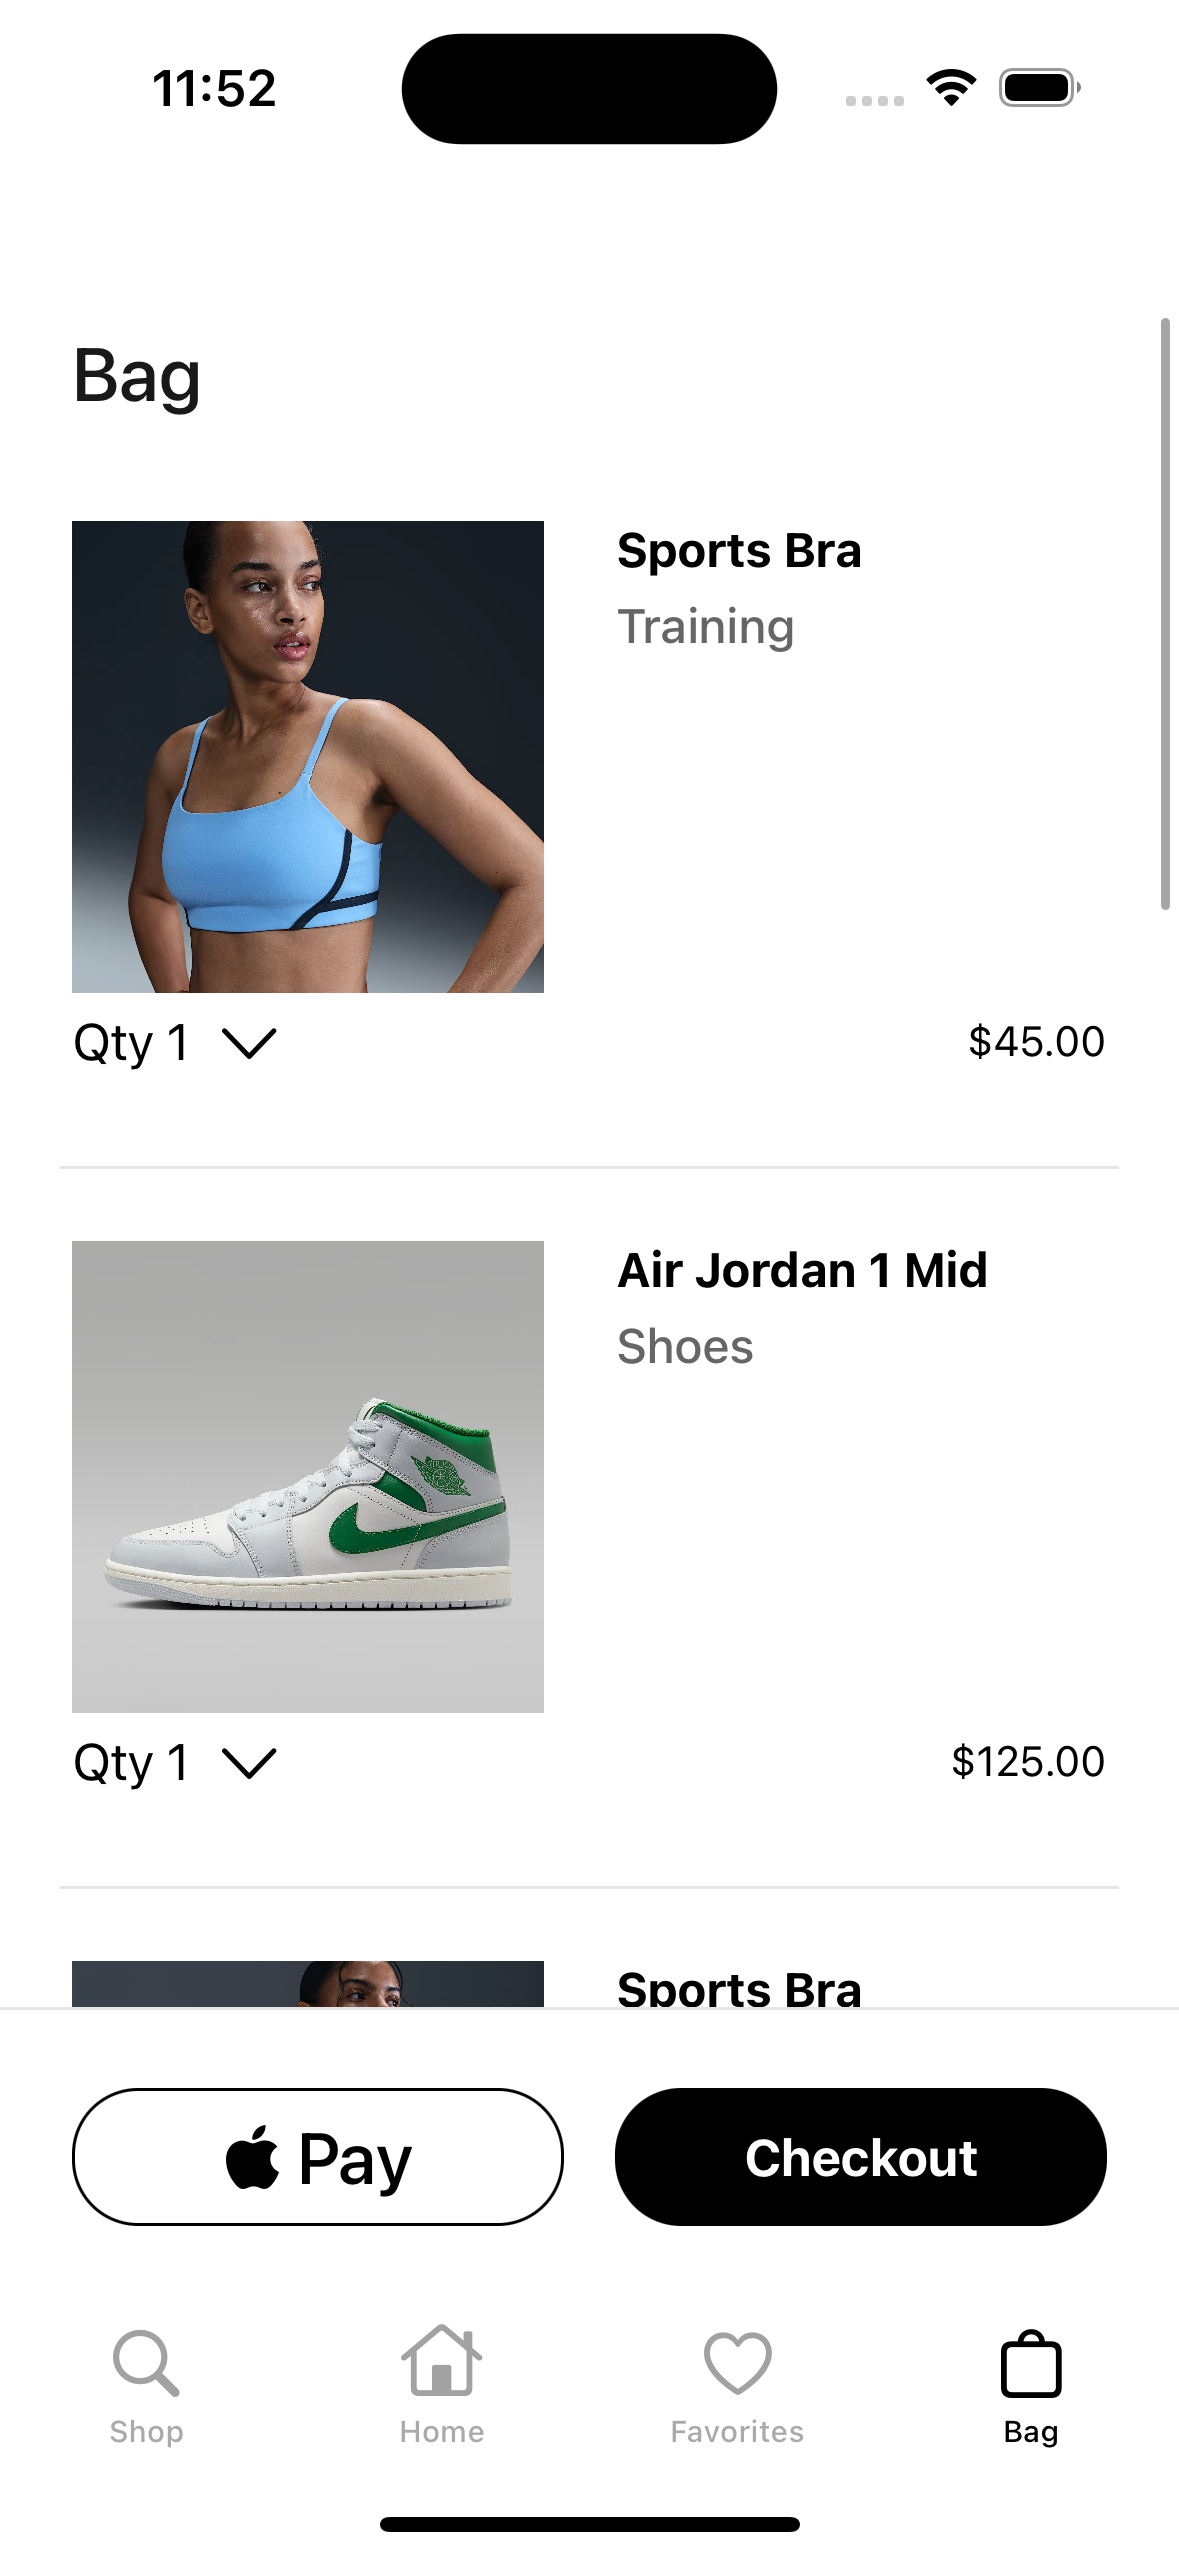 11:52
Bag
Sports Bra
Training
Qty 1
$45.00
Air Jordan 1 Mid
Shoes
Qty 1
$125.00
Sports Bra
Pay
Checkout
Shop
Home
Favorites
Bag